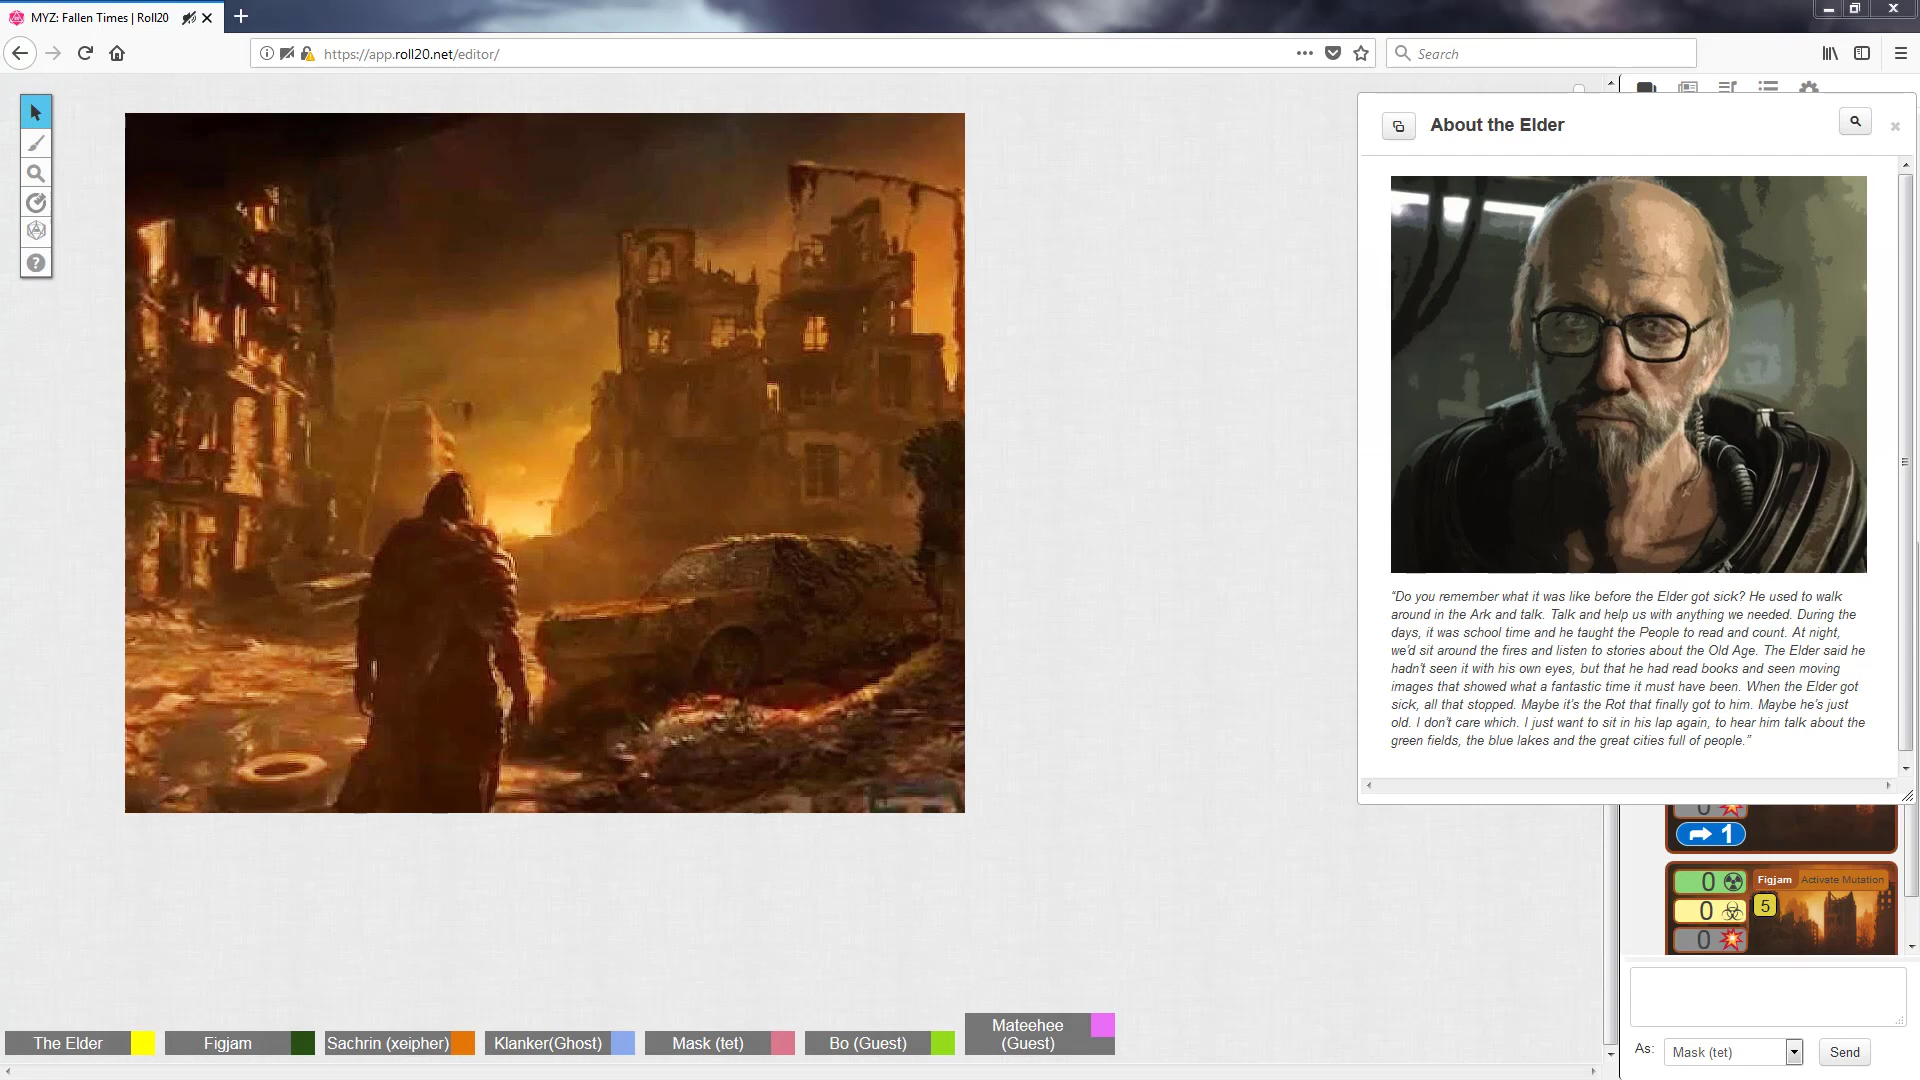 MYZ: Fallen Times | Roll20
https://app.roll20.net/editor/
Search
About the Elder
“Do you remember what it was like before the Elder got sick? He used to walk
around in the Ark and talk. Talk and help us with anything we needed. During the
days, it was school time and he taught the People to read and count. At night,
we'd sit around the fires and listen to stories about the Old Age. The Elder said he
hadn't seen it with his own eyes, but that he had read books and seen moving
images that showed what a fantastic time it must have been. When the Elder got
sick, all that stopped. Maybe it's the Rot that finally got to him. Maybe he's just
old. I don't care which. I just want to sit in his lap again, to hear him talk about the
green fields, the blue lakes and the great cities full of people.”
0
1
0
Figjam
Activate Mutation
0
5
0
The Elder
Figjam
Sachrin (xeipher)
Klanker(Ghost)
Mask (tet)
Bo (Guest)
Mateehee
(Guest)
As:
Mask (tet)
Send